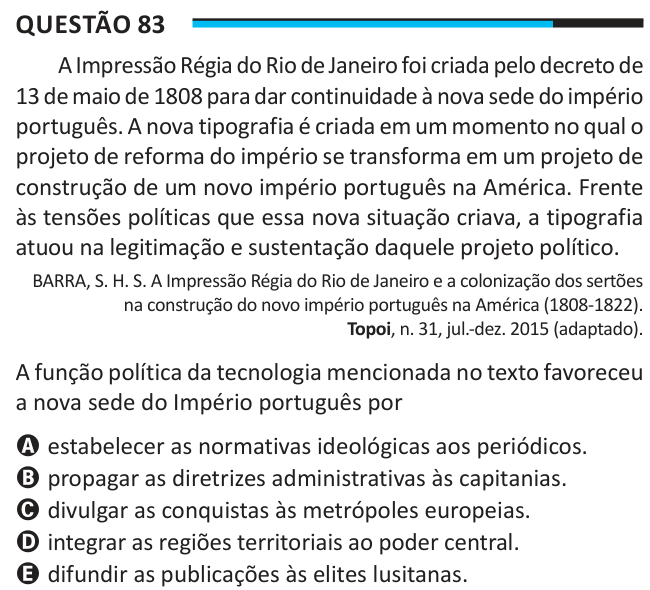 QUESTÃO 83
A Impressão Régia do Rio de Janeiro foi criada pelo decreto de
13 de maio de 1808 para dar continuidade à nova sede do império
português. A nova tipografia é criada em um momento no qual o
projeto de reforma do império se transforma em um projeto de
construção de um novo império português na América. Frente
às tensões políticas que essa nova situação criava, a tipografia
atuou na legitimação e sustentação daquele projeto político.
BARRA, S. H. S. A Impressão Régia do Rio de Janeiro e a colonização dos sertões
na construção do novo império português na América (1808-1822).
Topoi, n. 31, jul.-dez. 2015 (adaptado).
A função política da tecnologia mencionada no texto favoreceu
a nova sede do Império português por
A estabelecer as normativas ideológicas aos periódicos.
B propagar as diretrizes administrativas às capitanias.
C divulgar as conquistas às metrópoles europeias.
D integrar as regiões territoriais ao poder central.
E difundir as publicações às elites lusitanas.